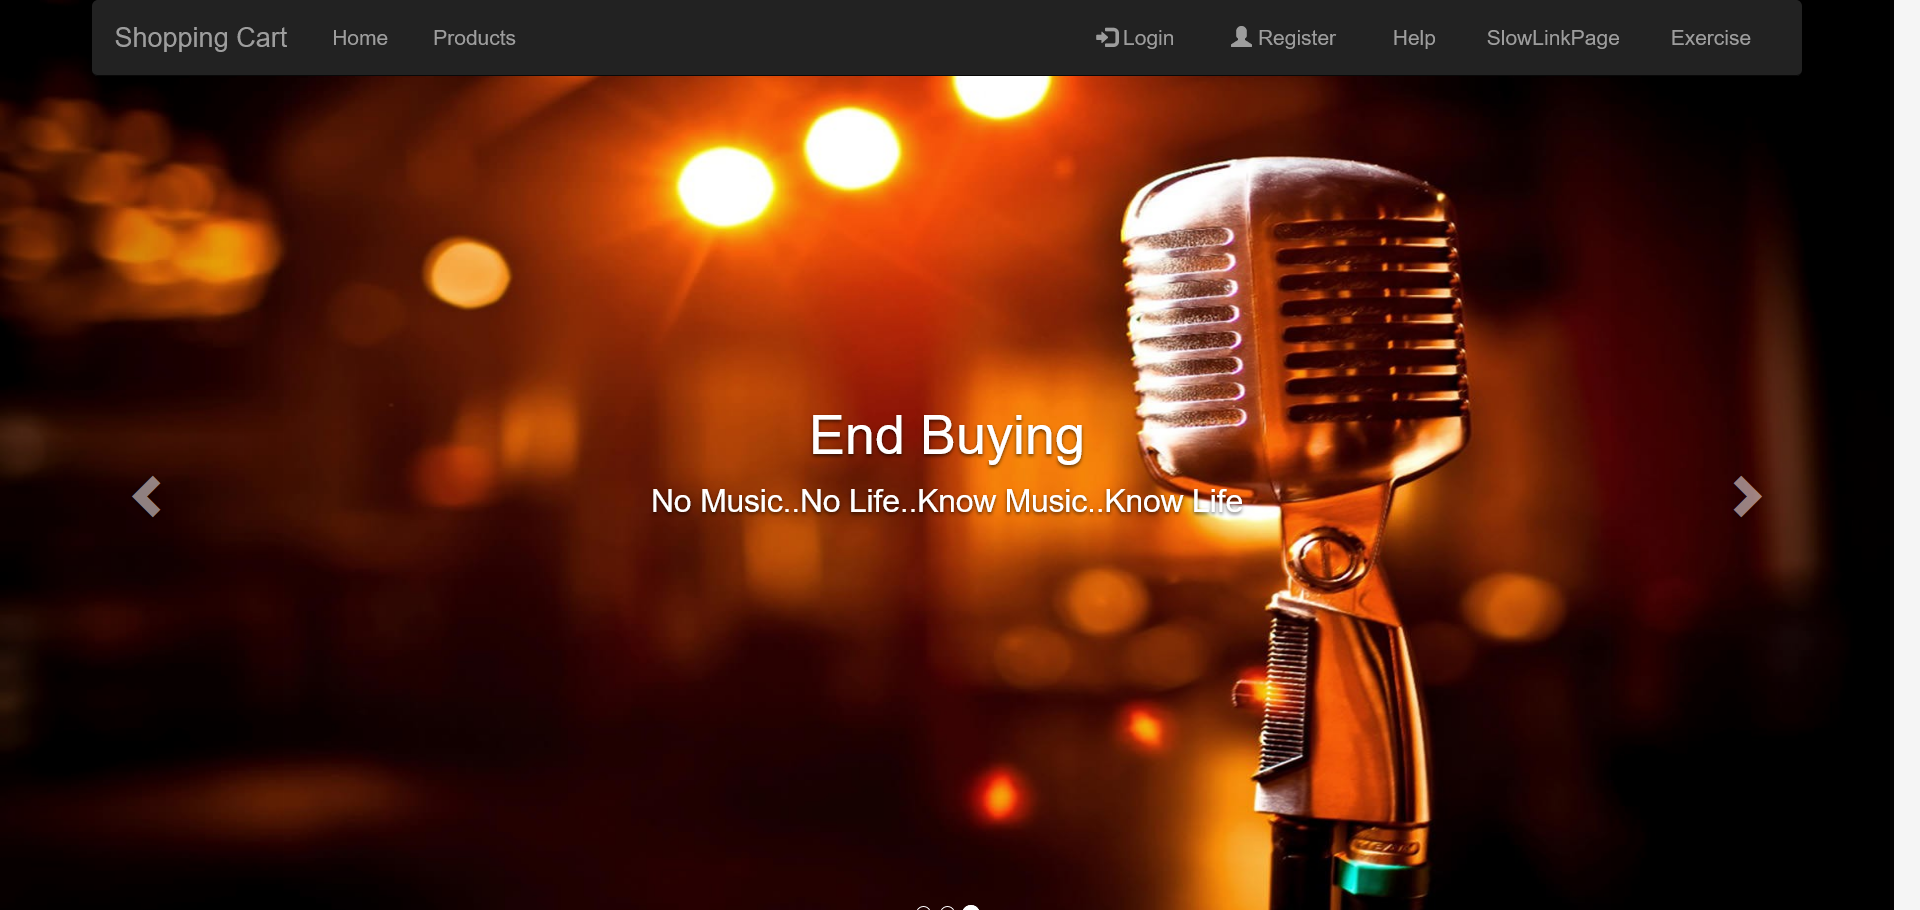 Shopping Cart Home Products Login Register Help SlowLinkPage Exercise
End Buying
No Music..No Life..Know Music..Know Life